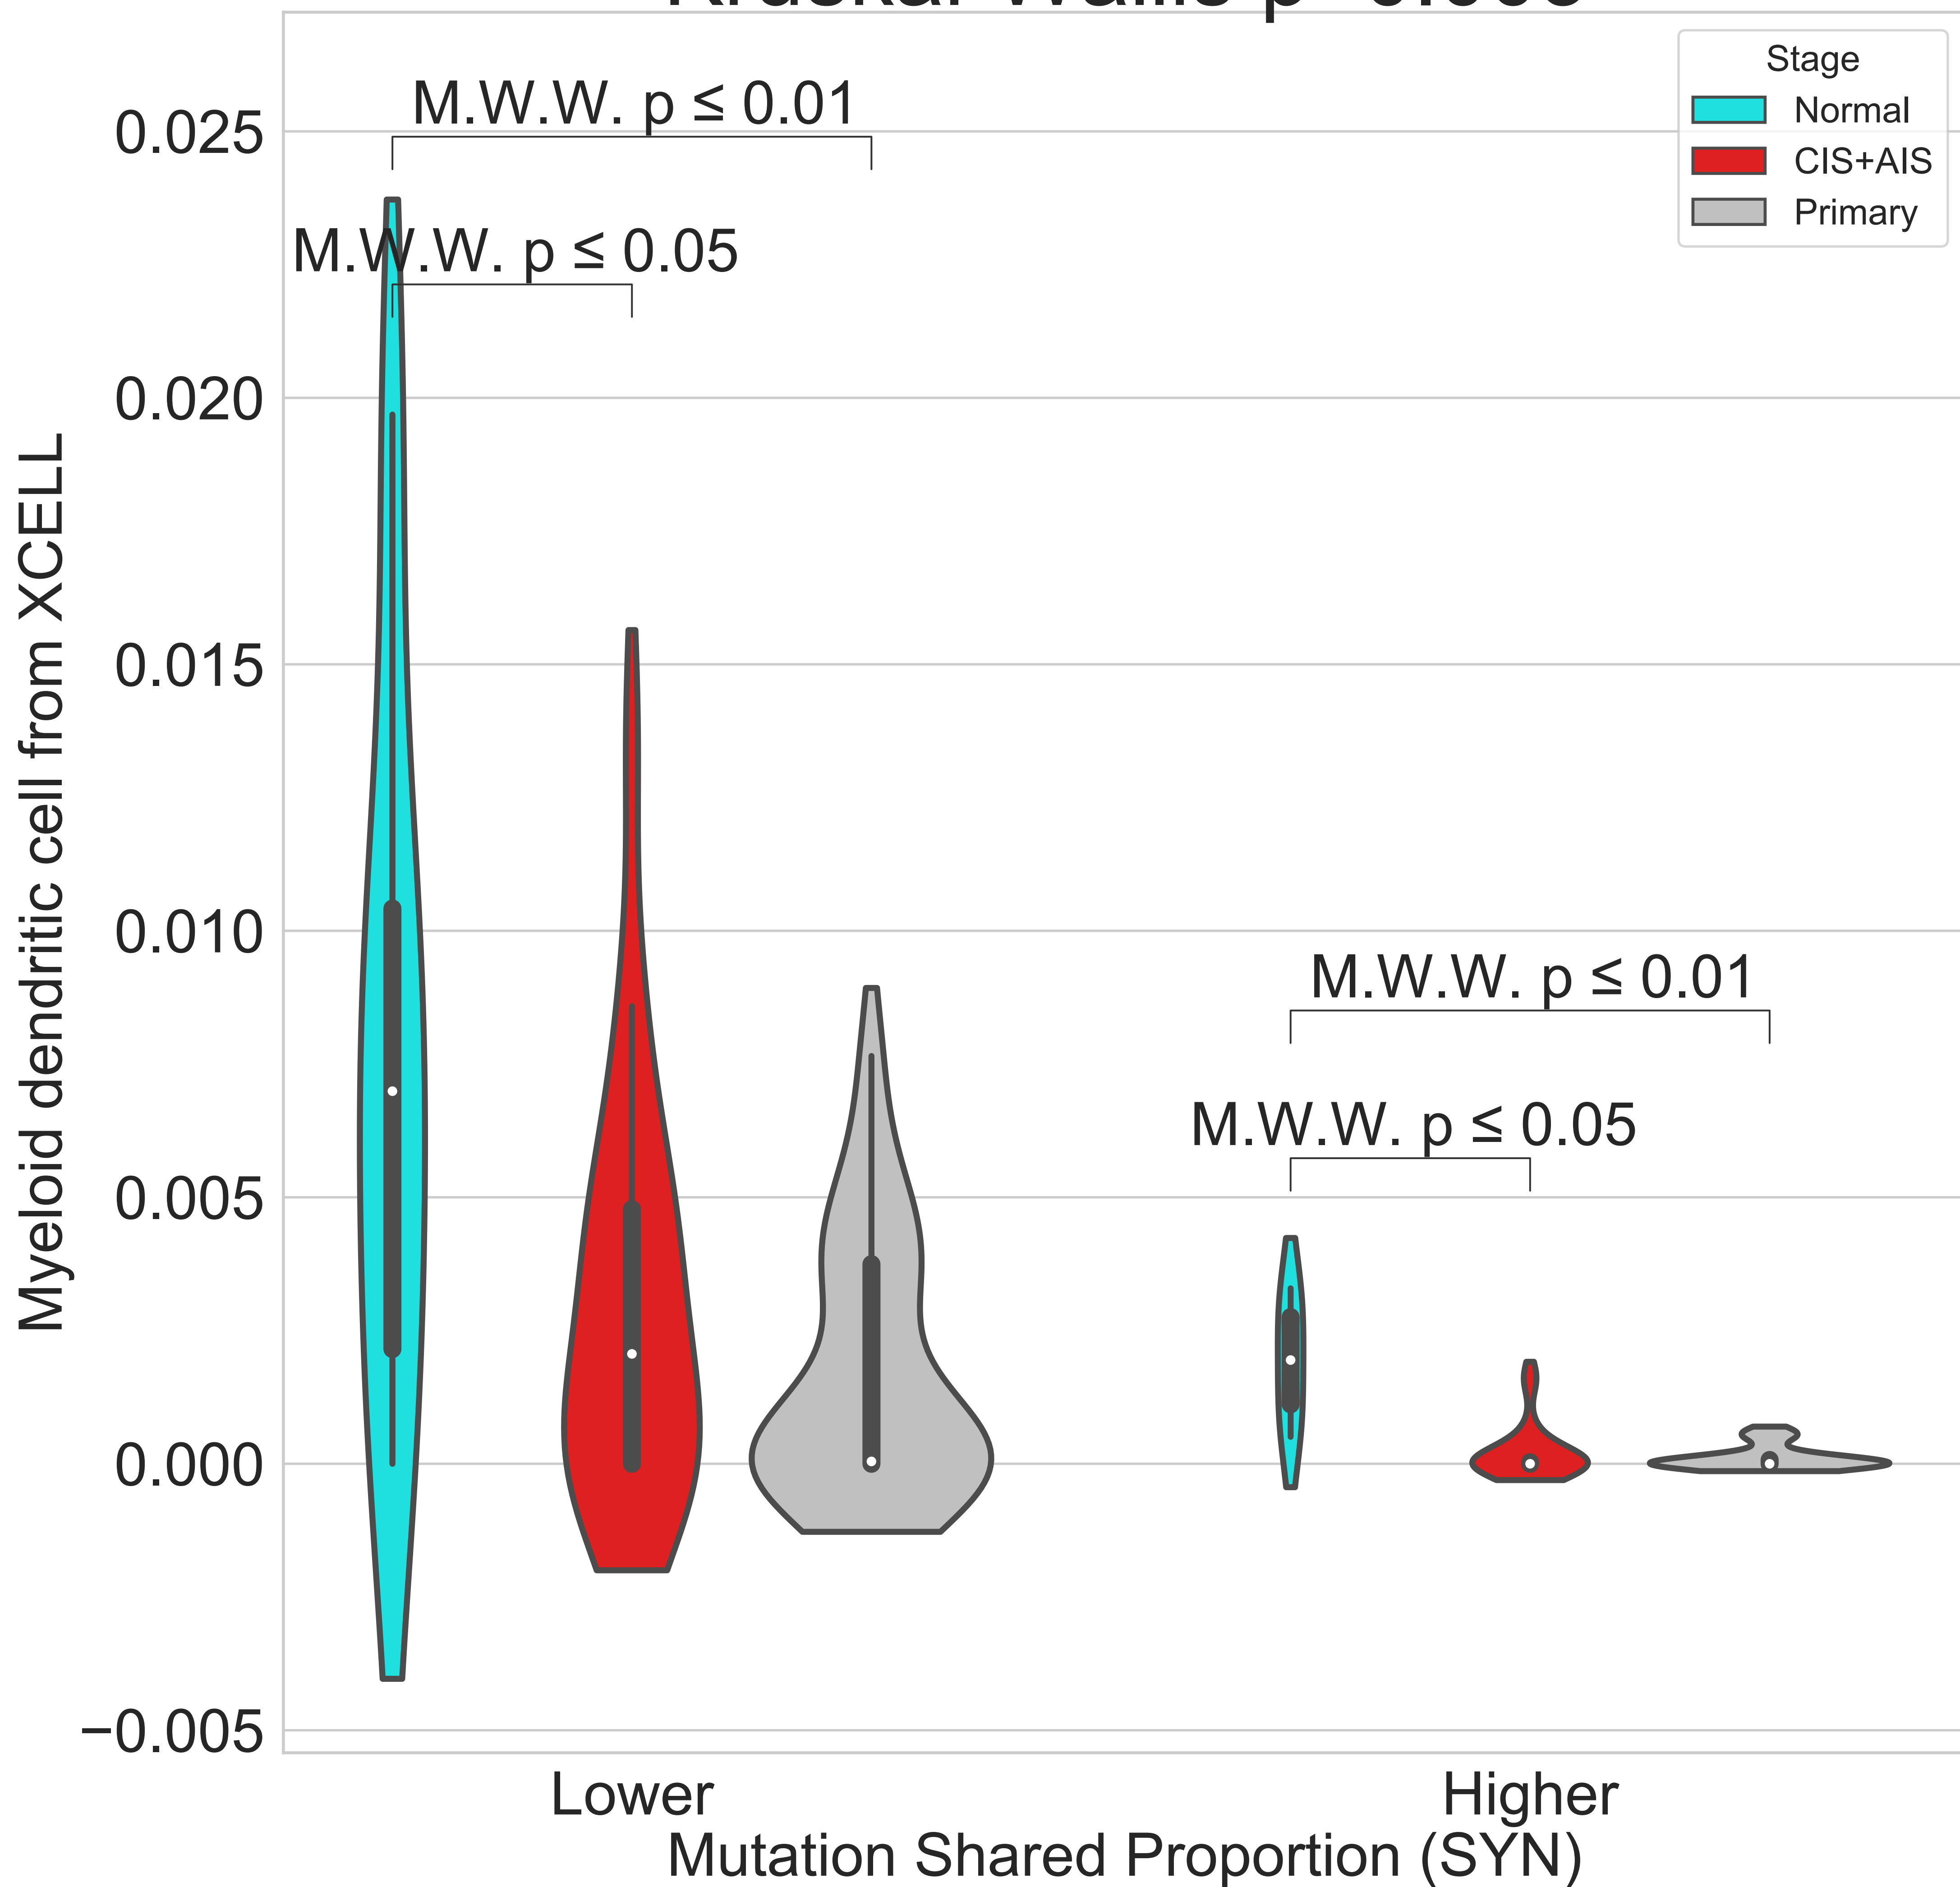 Stage
Normal
CIS+AIS
Primary
M.W.W. p ≤ 0.01
M.W.W. p ≤ 0.05
M.W.W. p ≤ 0.01
M.W.W. p ≤ 0.05
0.025
0.020
0.015
0.010
0.005
0.000
−0.005
Myeloid dendritic cell from XCELL
Lower
Higher
Mutation Shared Proportion (SYN)